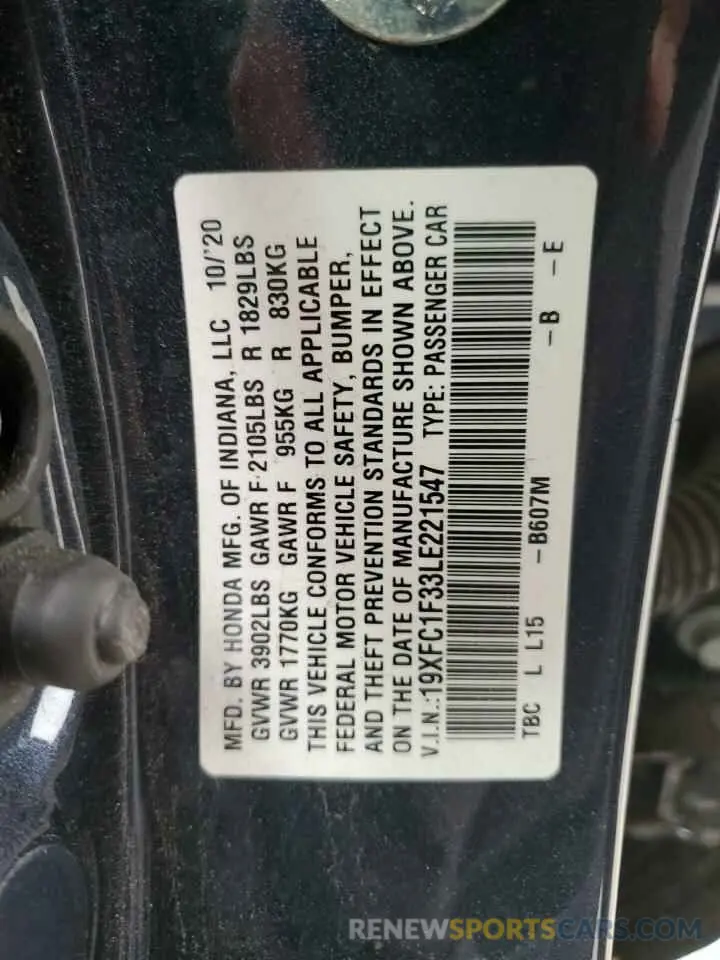 MFD. BY HONDA MFG. OF INDIANA, LLC 10/'20
GVWR 3902LBS GAWR F 2105LBS R 1829LBS
GVWR 1770KG GAWR F 955KG R 830KG
THIS VEHICLE CONFORMS TO ALL APPLICABLE
FEDERAL MOTOR VEHICLE SAFETY, BUMPER,
AND THEFT PREVENTION STANDARDS IN EFFECT
ON THE DATE OF MANUFACTURE SHOWN ABOVE.
V.I.N.:19XFC1F33LE221547 TYPE: PASSENGER CAR
TBC L L15 -B607M -B -E
RENEWSPORTSCARS.COM